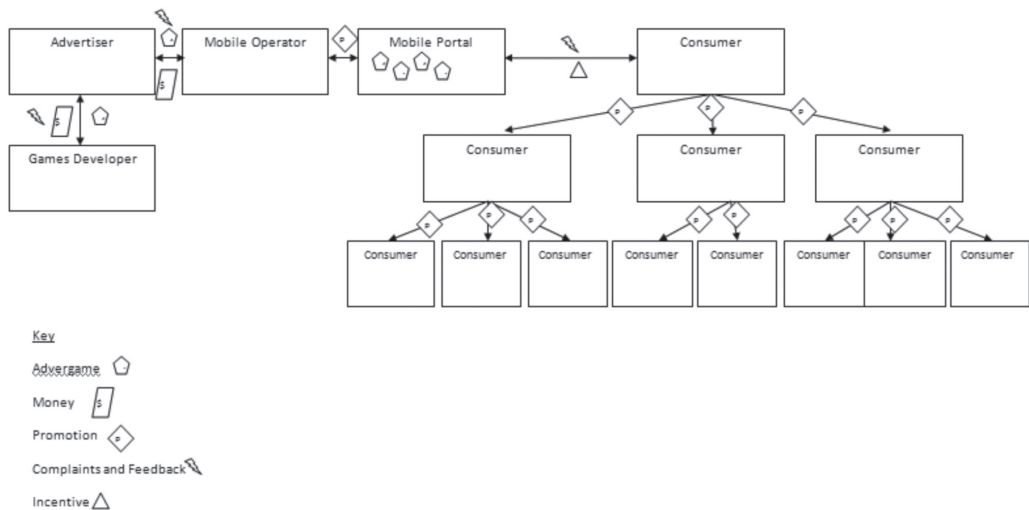 Advertiser
Mobile Operator
Mobile Portal
Consumer
$
P
$
Games Developer
P
P
P
Consumer
Consumer
Consumer
P
P
P
P
P
P
P
P
Consumer
Consumer
Consumer
Consumer
Consumer
Consumer
Consumer
Consumer
Key
Advergame
Money $
Promotion P
Complaints and Feedback
Incentive